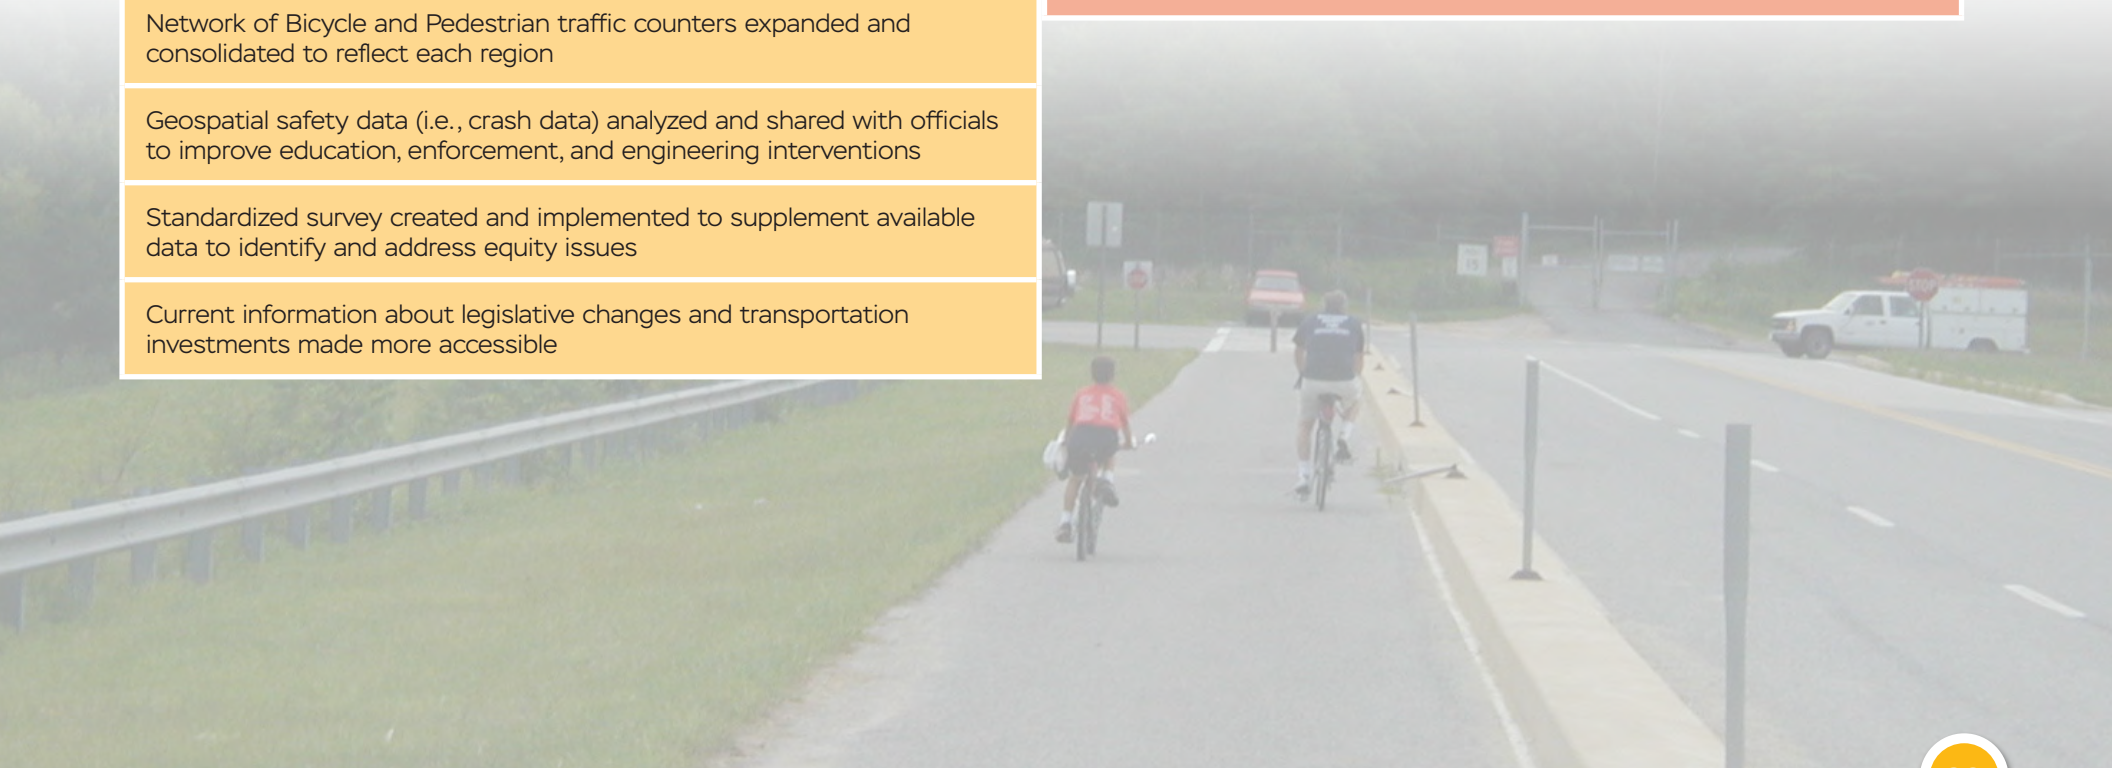 Network of Bicycle and Pedestrian traffic counters expanded and
consolidated to reflect each region
Geospatial safety data (i.e., crash data) analyzed and shared with officials
to improve education, enforcement, and engineering interventions
Standardized survey created and implemented to supplement available
data to identify and address equity issues
Current information about legislative changes and transportation
investments made more accessible
STOP